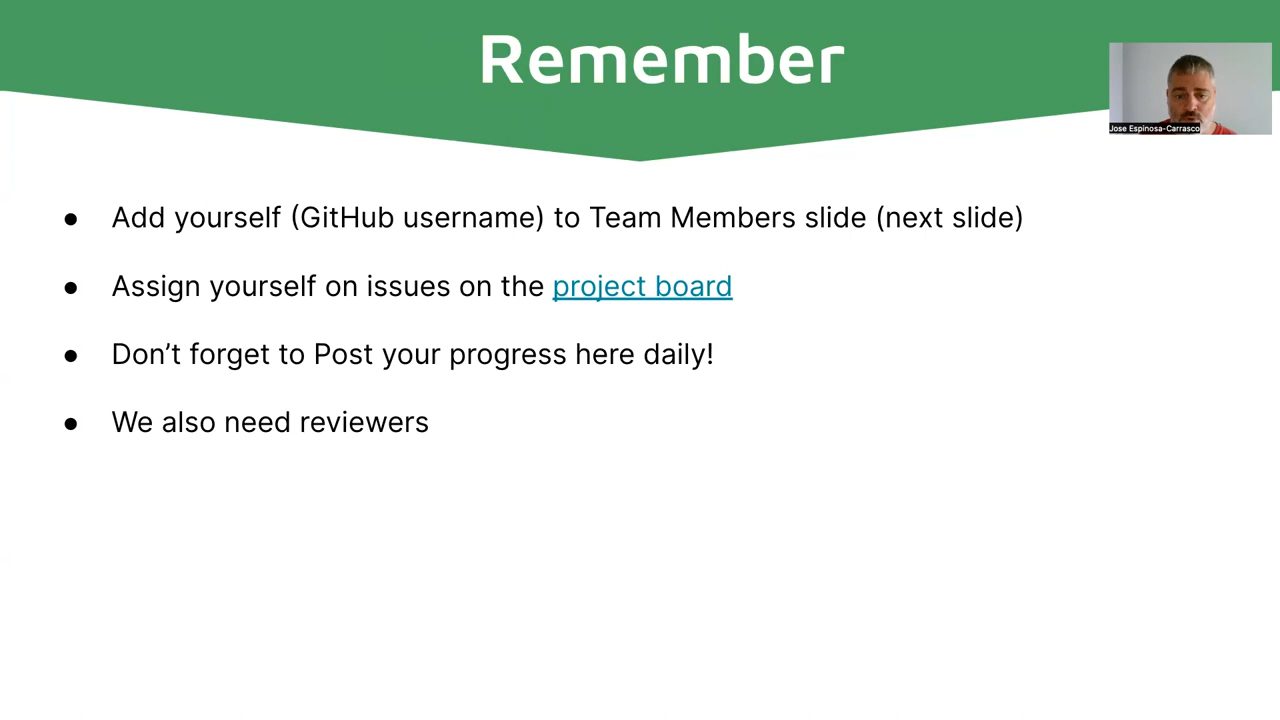 Remember
Jose Espinosa-Carrasco
● Add yourself (GitHub username) to Team Members slide (next slide)
● Assign yourself on issues on the project board
● Don’t forget to Post your progress here daily!
● We also need reviewers